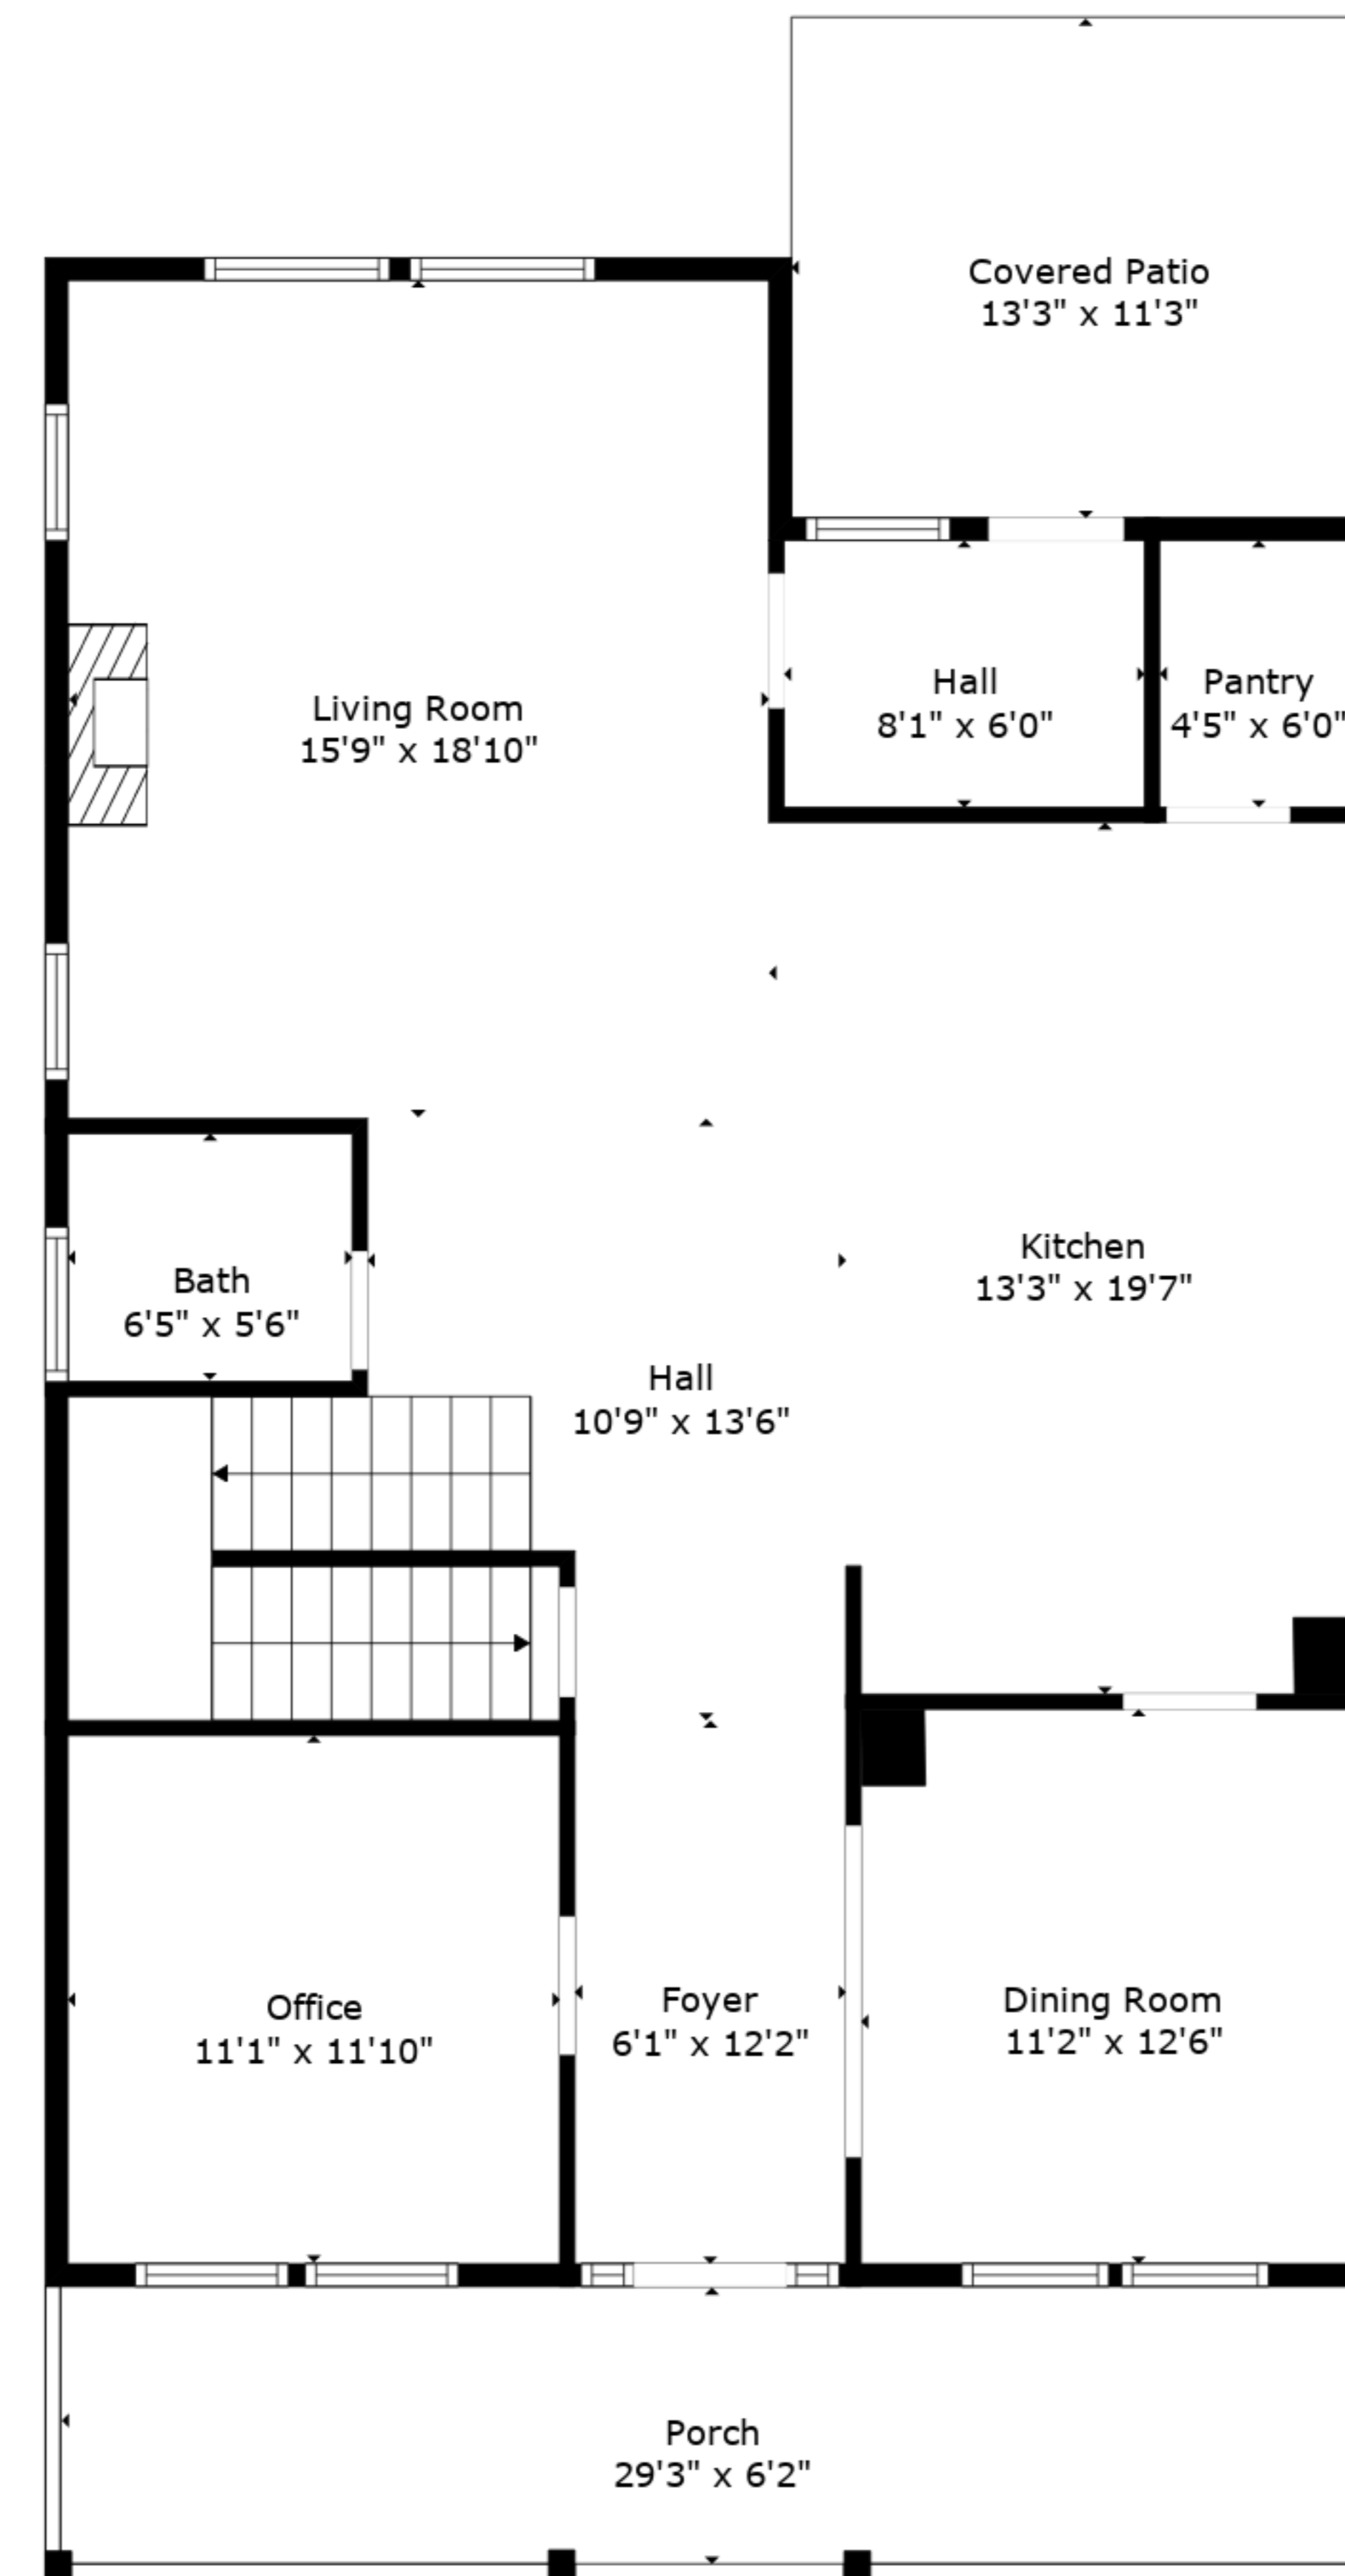 Covered Patio
13'3" x 11'3"
Living Room
15'9" x 18'10"
Hall
8'1" x 6'0"
Pantry
4'5" x 6'0"
Kitchen
13'3" x 19'7"
Bath
6'5" x 5'6"
Hall
10'9" x 13'6"
Office
11'1" x 11'10"
Foyer
6'1" x 12'2"
Dining Room
11'2" x 12'6"
Porch
29'3" x 6'2"